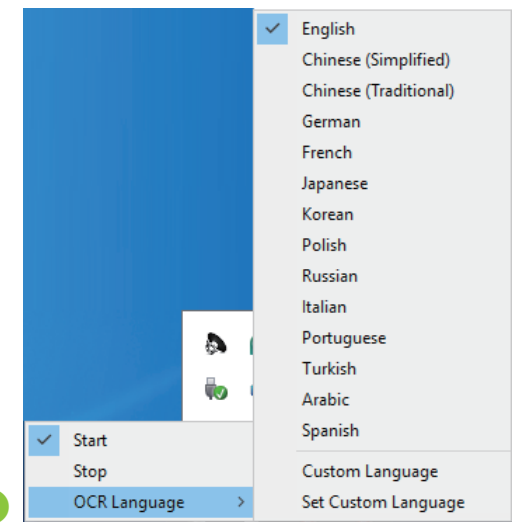 English
Chinese (Simplified)
Chinese (Traditional)
German
French
Japanese
Korean
Polish
Russian
Italian
Portuguese
Turkish
Arabic
Spanish
Custom Language
Set Custom Language
Start
Stop
OCR Language